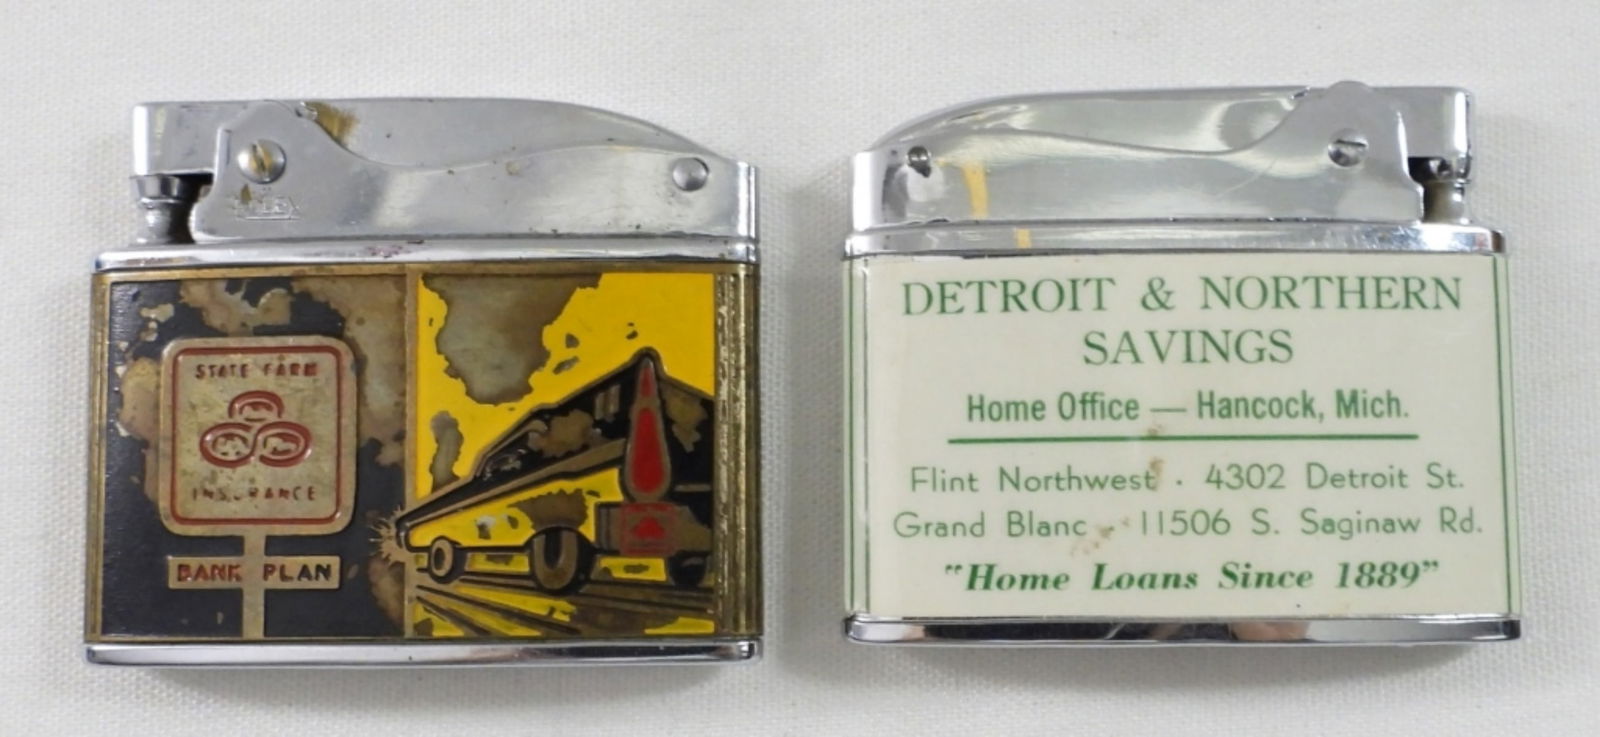 STATE FARM
INSURANCE
BANK PLAN
DETROIT & NORTHERN
SAVINGS
Home Office — Hancock, Mich.
Flint Northwest · 4302 Detroit St.
Grand Blanc · 11506 S. Saginaw Rd.
"Home Loans Since 1889"